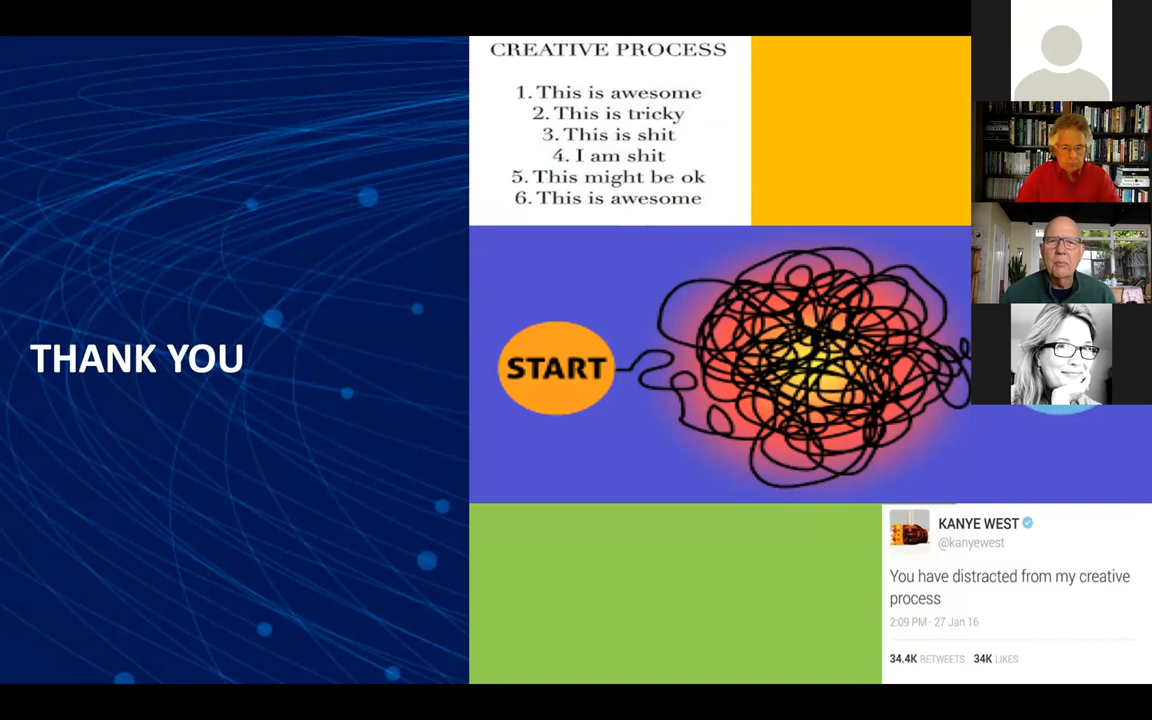 THANK YOU
CREATIVE PROCESS
1. This is awesome
2. This is tricky
3. This is shit
4. I am shit
5. This might be ok
6. This is awesome
START
KANYE WEST
@kanyewest
You have distracted from my creative
process
2:09 PM · 27 Jan 16
34.4K RETWEETS 34K LIKES